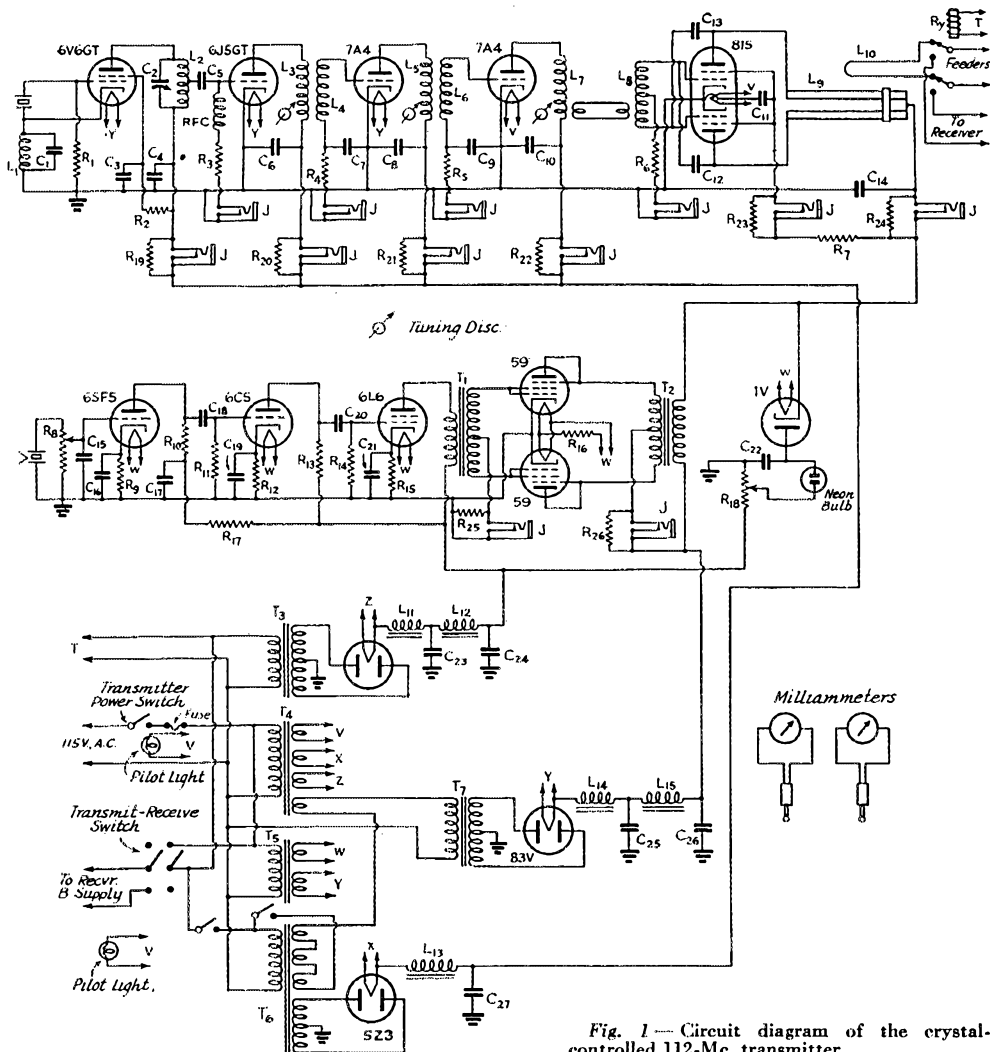 6V6GT
6J5GT
7A4
7A4
815
C13
Ry
T
Feeders
L10
L9
To Receiver
L2
C2
C5
L3
L4
L5
L6
L7
L8
V
C11
Y
RFC
Y
Y
V
L1
C1
R1
C3
C4
R3
C6
R4
C7
C8
R5
C9
C10
R6
C12
C14
R2
J
J
J
J
R23
J
R24
J
R7
R19
J
R20
J
R21
J
R22
J
Tuning Disc.
6SF5
6C5
6L6
T1
59
T2
1V
W
R8
C15
R10
C18
C20
R16
W
C22
C16
R9
W
C17
R11
C19
R12
W
R13
R14
C21
R15
W
59
R18
Neon Bulb
R17
R25
J
R26
J
T3
Z
L11
L12
C23
C24
T
Transmitter
Power Switch
Fuse
T4
V
115V, A.C.
V
X
Pilot Light
Z
Milliammeters
Transmit-Receive
Switch
T7
Y
L14
L15
T5
83V
C25
C26
W
To Recvr.
B Supply
Y
V
Pilot Light.
X
L13
C27
T6
5Z3
Fig. 1 — Circuit diagram of the crystal-
controlled 112-Mc. transmitter.